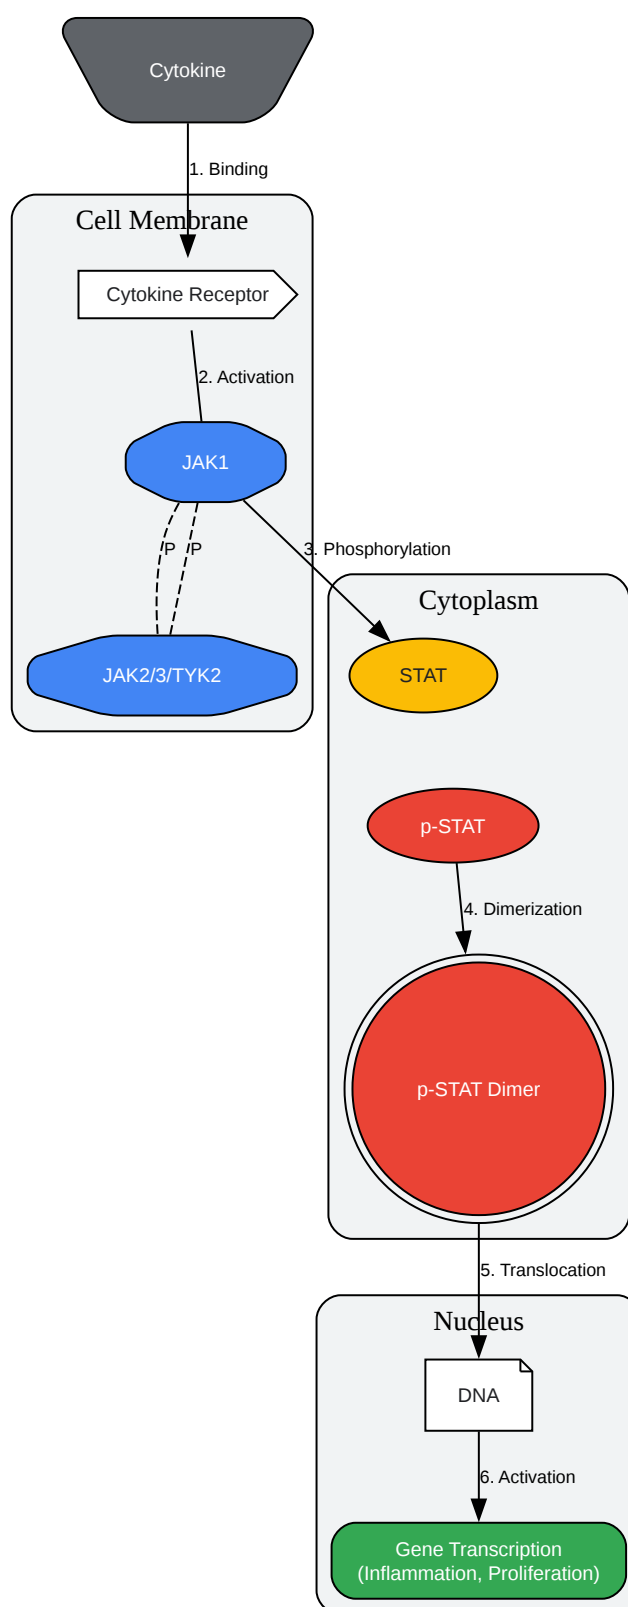 Cytokine
1. Binding
Cell Membrane
Cytokine Receptor
2. Activation
JAK1
P P
3. Phosphorylation
Cytoplasm
JAK2/3/TYK2
STAT
p-STAT
4. Dimerization
p-STAT Dimer
5. Translocation
Nucleus
DNA
6. Activation
Gene Transcription
(Inflammation, Proliferation)